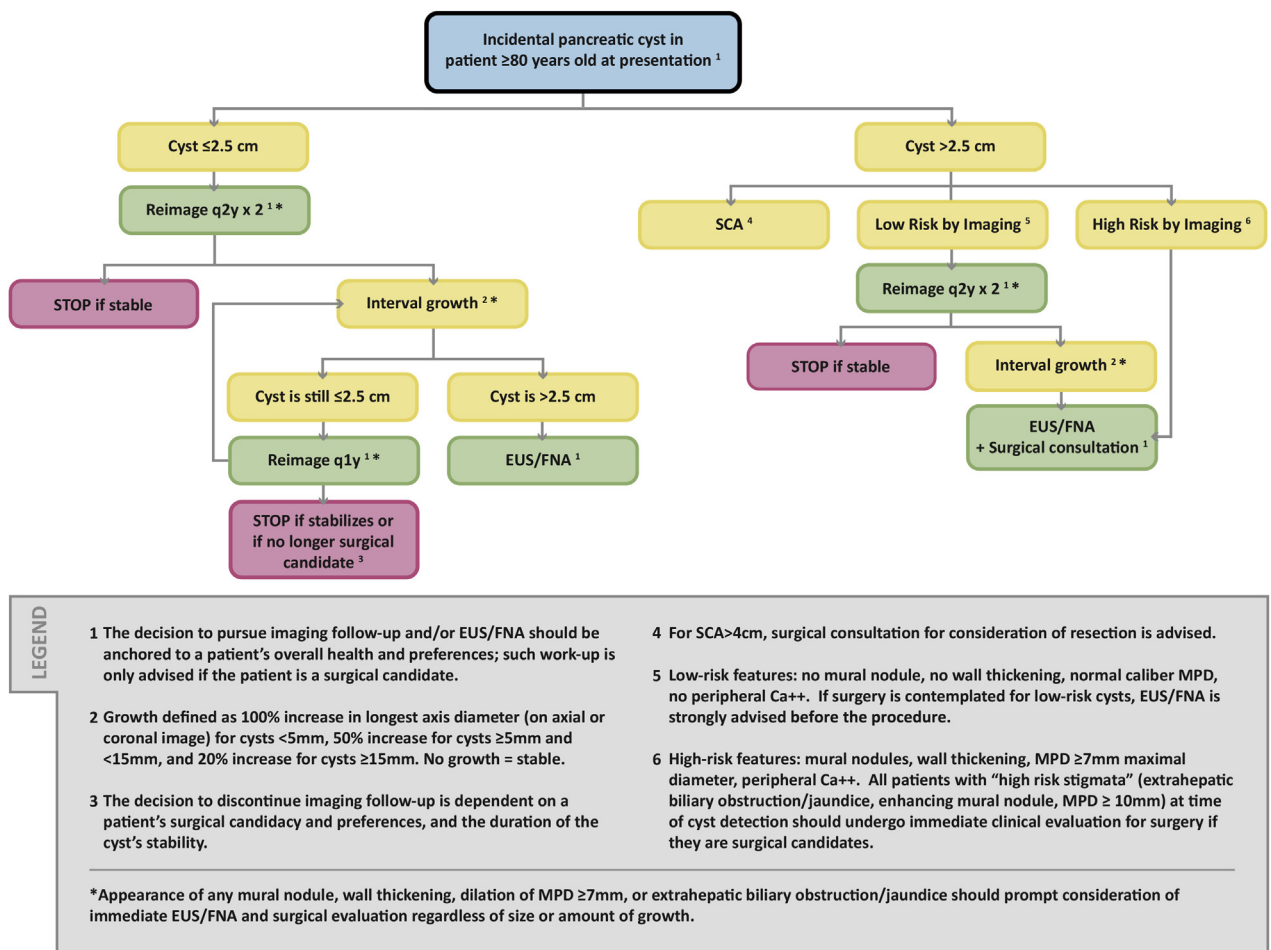 Incidental pancreatic cyst in
patient ≥80 years old at presentation 1
Cyst ≤2.5 cm
Cyst >2.5 cm
Reimage q2y x 2 1 *
SCA 4
Low Risk by Imaging 5
High Risk by Imaging 6
STOP if stable
Interval growth 2 *
Reimage q2y x 2 1 *
STOP if stable
Interval growth 2 *
Cyst is still ≤2.5 cm
Cyst is >2.5 cm
EUS/FNA
+ Surgical consultation 1
Reimage q1y 1 *
EUS/FNA 1
STOP if stabilizes or
if no longer surgical
candidate 3
LEGEND
1 The decision to pursue imaging follow-up and/or EUS/FNA should be
anchored to a patient's overall health and preferences; such work-up is
only advised if the patient is a surgical candidate.
2 Growth defined as 100% increase in longest axis diameter (on axial or
coronal image) for cysts <5mm, 50% increase for cysts ≥5mm and
<15mm, and 20% increase for cysts ≥15mm. No growth = stable.
3 The decision to discontinue imaging follow-up is dependent on a
patient's surgical candidacy and preferences, and the duration of the
cyst's stability.
4 For SCA>4cm, surgical consultation for consideration of resection is advised.
5 Low-risk features: no mural nodule, no wall thickening, normal caliber MPD,
no peripheral Ca++. If surgery is contemplated for low-risk cysts, EUS/FNA is
strongly advised before the procedure.
6 High-risk features: mural nodules, wall thickening, MPD ≥7mm maximal
diameter, peripheral Ca++. All patients with "high risk stigmata" (extrahepatic
biliary obstruction/jaundice, enhancing mural nodule, MPD ≥ 10mm) at time
of cyst detection should undergo immediate clinical evaluation for surgery if
they are surgical candidates.
*Appearance of any mural nodule, wall thickening, dilation of MPD ≥7mm, or extrahepatic biliary obstruction/jaundice should prompt consideration of
immediate EUS/FNA and surgical evaluation regardless of size or amount of growth.